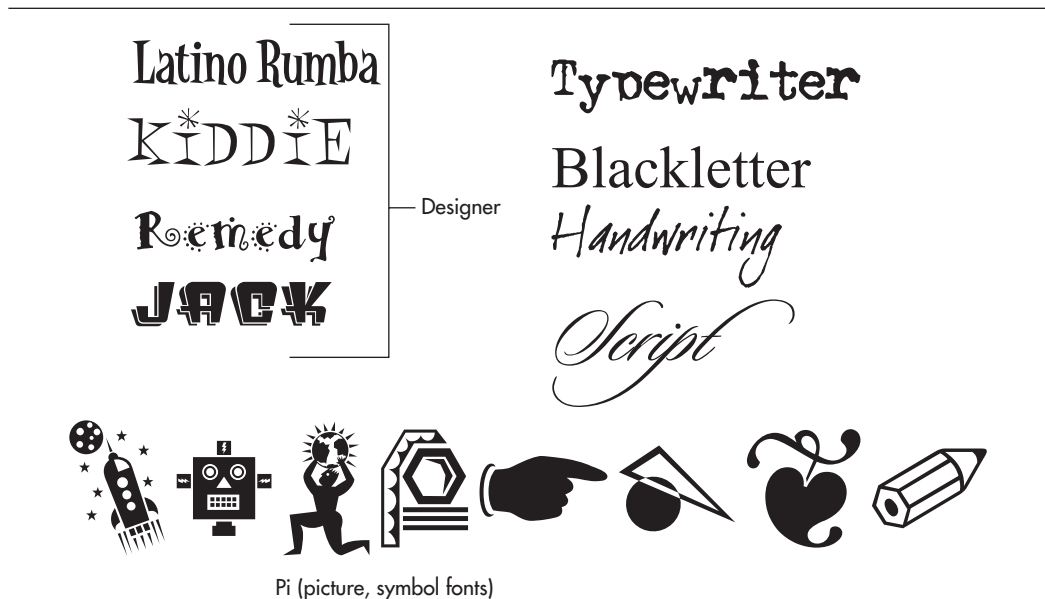 Latino Rumba
KiDDiE
Remedy
JACK
Designer
Typewriter
Blackletter
Handwriting
Script
Pi (picture, symbol fonts)